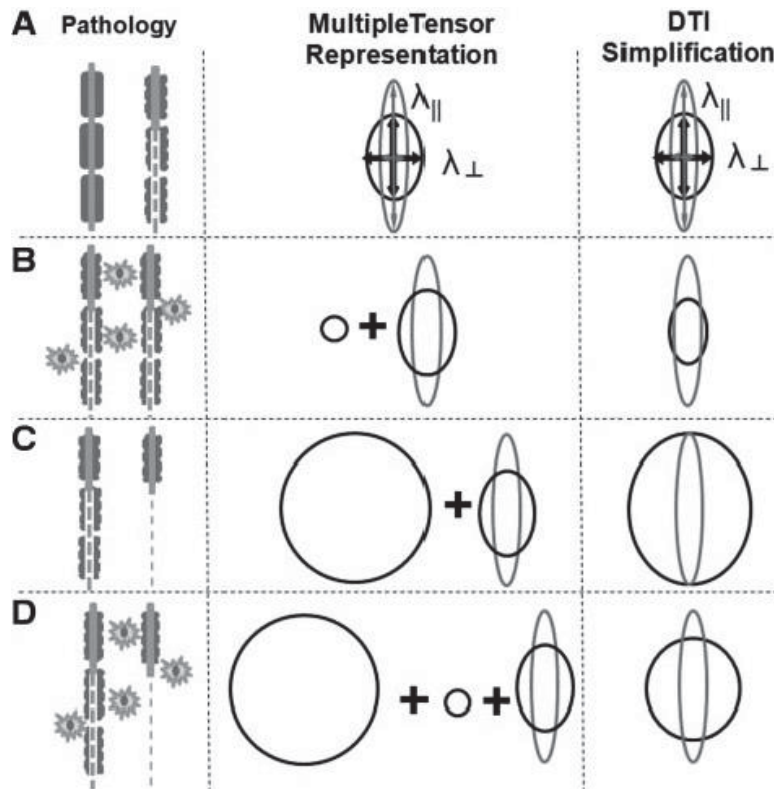 A
Pathology
MultipleTensor
Representation
DTI
Simplification
λ||
λ⊥
λ||
λ⊥
B
+
C
+
D
+ +